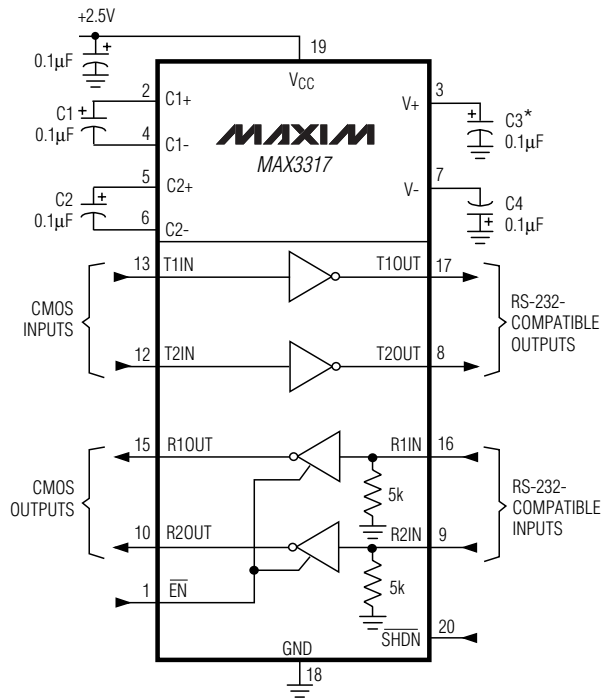 +2.5V
0.1μF
+
19
VCC
2
C1+
C1
+
0.1μF
4
C1-
5
C2+
C2
+
0.1μF
6
C2-
MAXIM
MAX3317
3
V+
+
C3*
0.1μF
7
V-
C4
0.1μF
+
13
T1IN
T1OUT
17
CMOS
INPUTS
RS-232-
COMPATIBLE
OUTPUTS
12
T2IN
T2OUT
8
15
R1OUT
R1IN
16
5k
CMOS
OUTPUTS
RS-232-
COMPATIBLE
INPUTS
10
R2OUT
R2IN
9
5k
1
EN
SHDN
20
GND
18